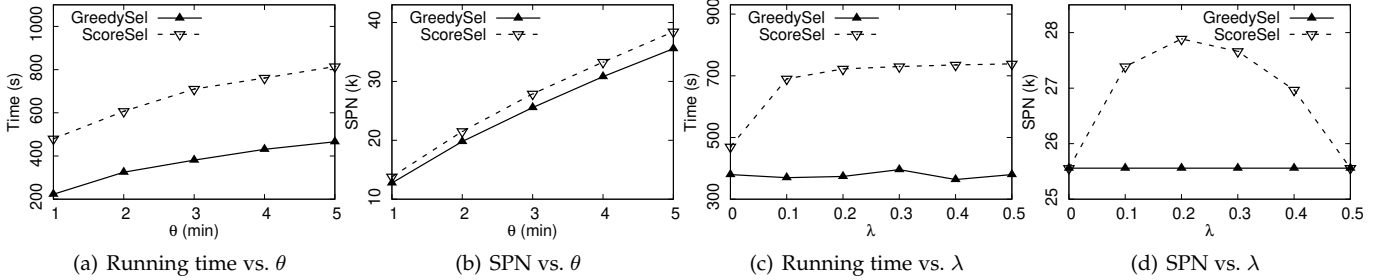 GreedySel
ScoreSel
Time (s)
200 400 600 800 1000
1 2 3 4 5
θ (min)
(a) Running time vs. θ
GreedySel
ScoreSel
SPN (k)
10 20 30 40
1 2 3 4 5
θ (min)
(b) SPN vs. θ
GreedySel
ScoreSel
Time (s)
300 500 700 900
0 0.1 0.2 0.3 0.4 0.5
λ
(c) Running time vs. λ
GreedySel
ScoreSel
SPN (k)
25 26 27 28
0 0.1 0.2 0.3 0.4 0.5
λ
(d) SPN vs. λ